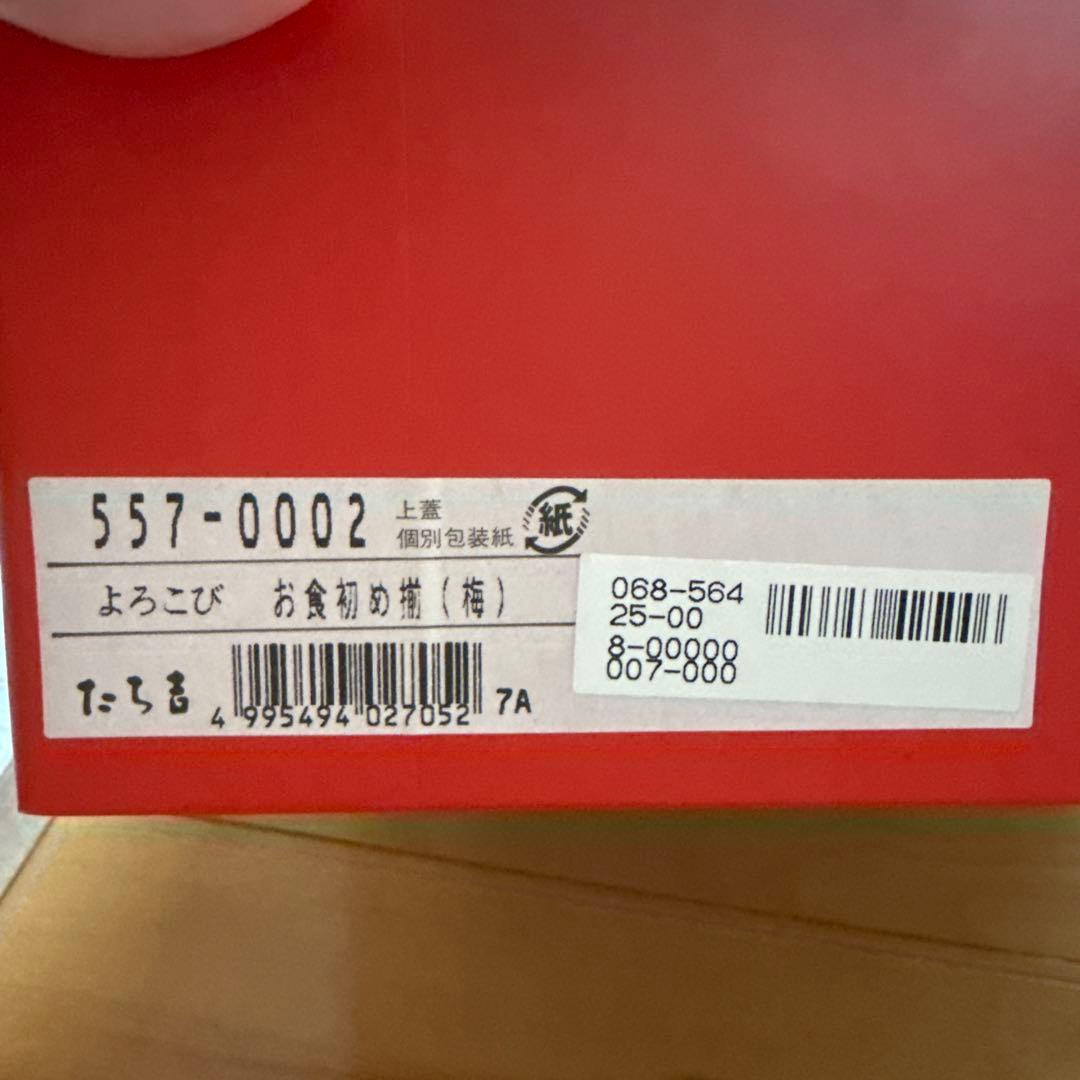 557-0002
上蓋
個別包装紙
紙
よろこび お食初め揃(梅)
たち吉
4 995494 027052
7A
068-564
25-00
8-00000
007-000